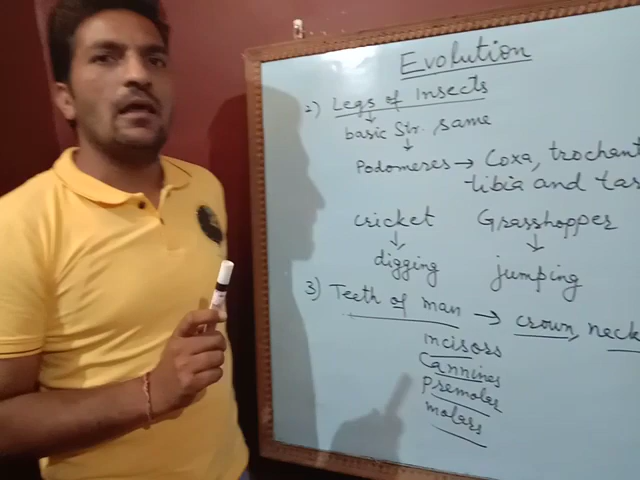 Evolution
2) Legs of Insects
basic Str. same
Podomeres → Coxa, trochant
tibia and tar
cricket Grasshopper
↓ ↓
digging jumping
3) Teeth of man → crown, neck
incisors
Cannines
Premolar
molars